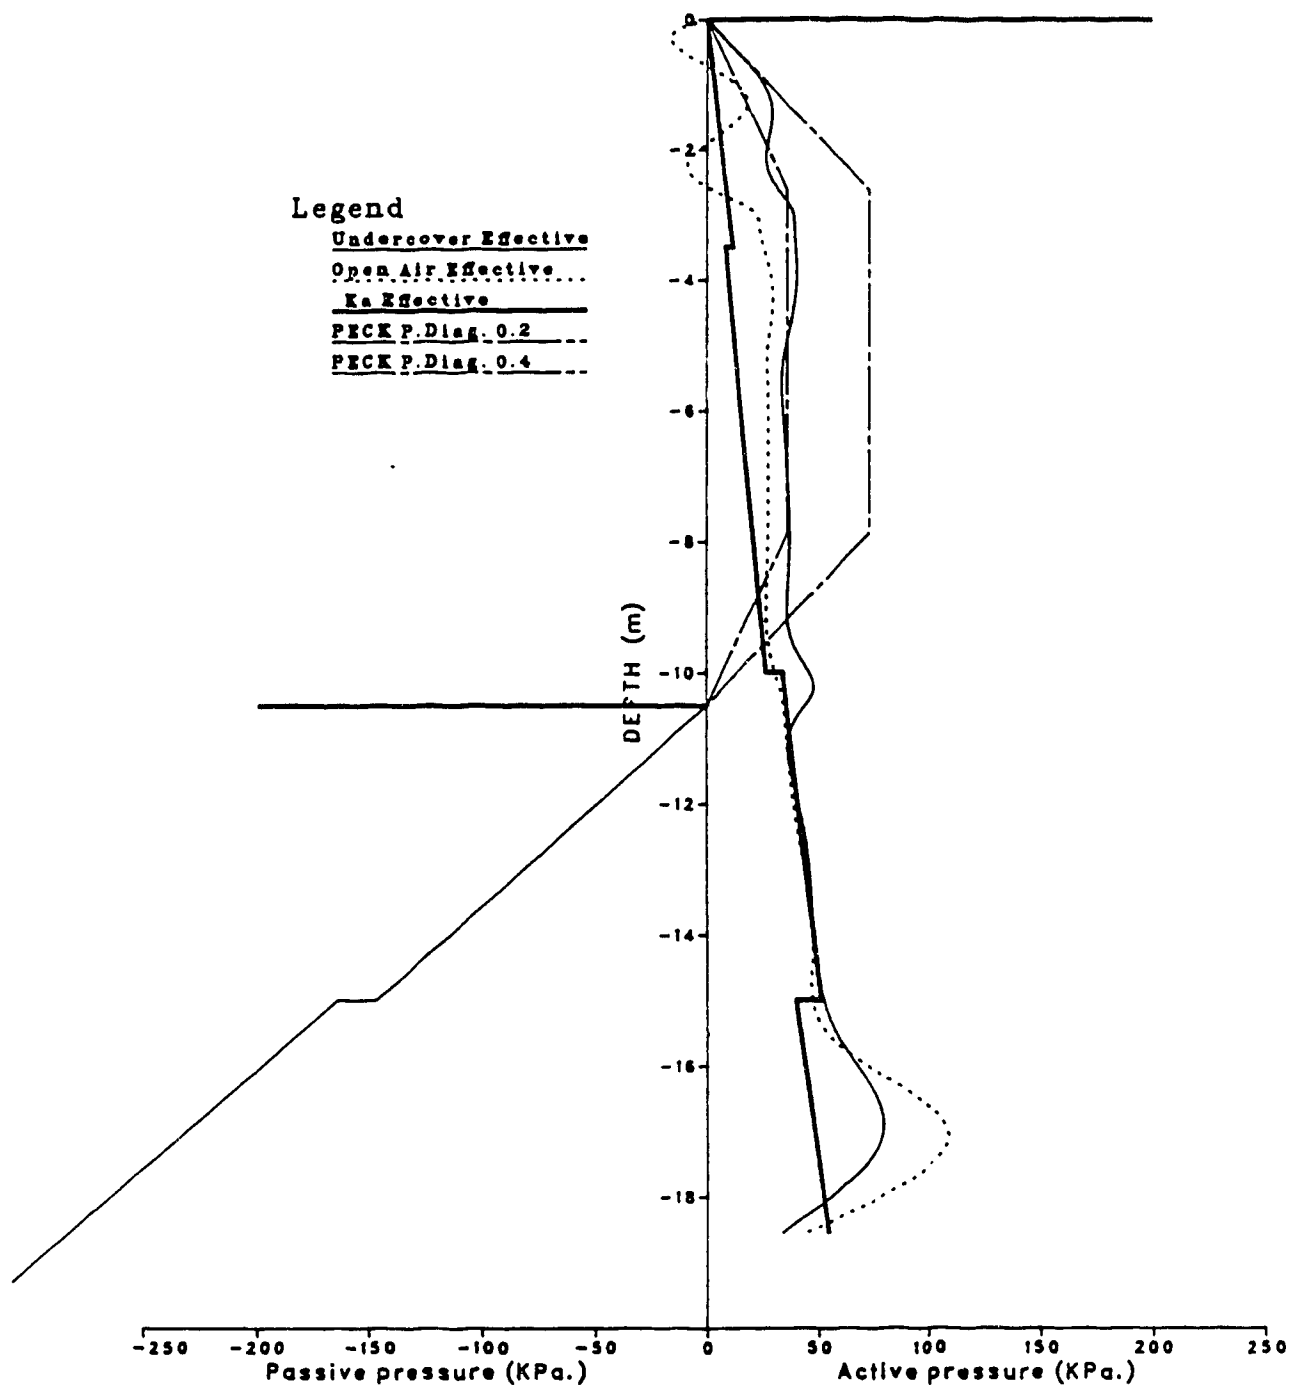 0
-2
Legend
Undercover Effective
Open Air Effective
Ka Effective
PECK P.Diag. 0.2
PECK P.Diag. 0.4
-4
-6
-8
DEPTH (m)
-10
-12
-14
-16
-18
-250 -200 -150 -100 -50 0 50 100 150 200 250
Passive pressure (KPa.) Active pressure (KPa.)